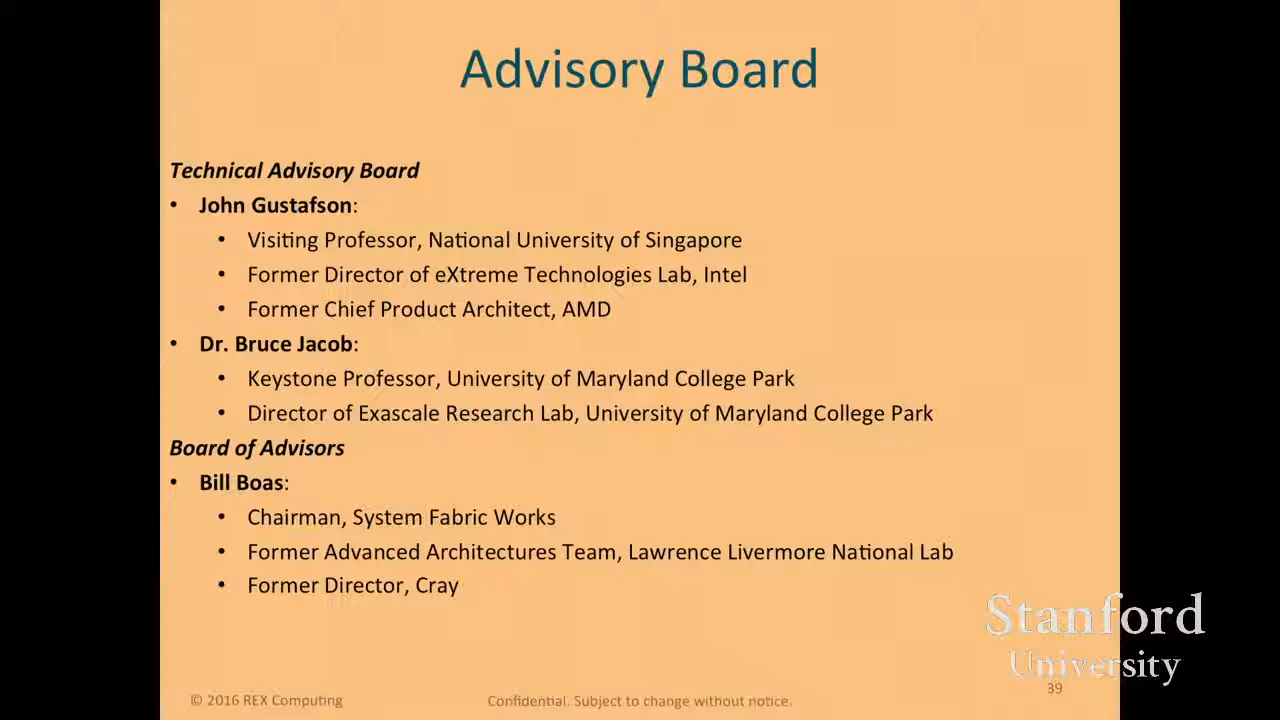 Advisory Board
Technical Advisory Board
• John Gustafson:
• Visiting Professor, National University of Singapore
• Former Director of eXtreme Technologies Lab, Intel
• Former Chief Product Architect, AMD
• Dr. Bruce Jacob:
• Keystone Professor, University of Maryland College Park
• Director of Exascale Research Lab, University of Maryland College Park
Board of Advisors
• Bill Boas:
• Chairman, System Fabric Works
• Former Advanced Architectures Team, Lawrence Livermore National Lab
• Former Director, Cray
Stanford
University
© 2016 REX Computing
Confidential. Subject to change without notice.
39